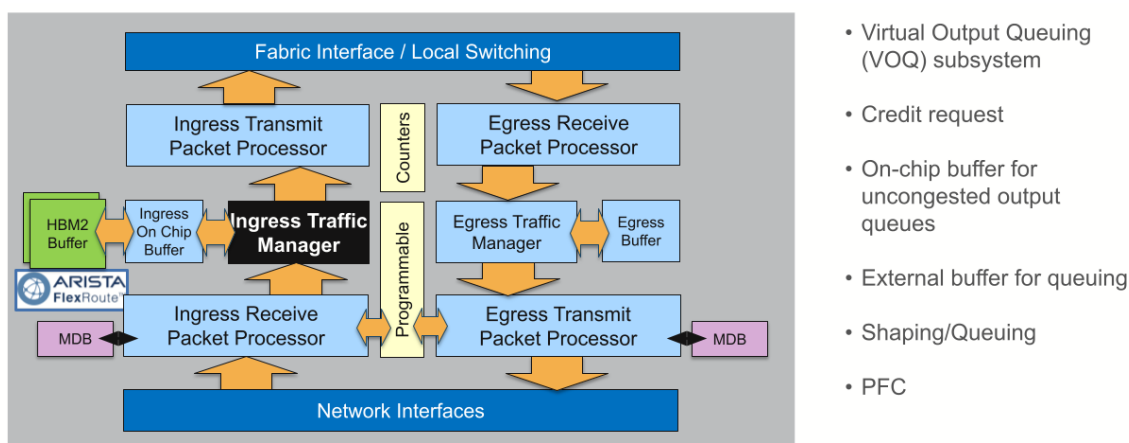 Fabric Interface / Local Switching
Ingress Transmit
Packet Processor
Counters
Egress Receive
Packet Processor
HBM2
Buffer
Ingress
On Chip
Buffer
Ingress Traffic
Manager
Egress Traffic
Manager
Egress
Buffer
ARISTA
FlexRoute™
Programmable
MDB
Ingress Receive
Packet Processor
Egress Transmit
Packet Processor
MDB
Network Interfaces
• Virtual Output Queuing
(VOQ) subsystem
• Credit request
• On-chip buffer for
uncongested output
queues
• External buffer for queuing
• Shaping/Queuing
• PFC